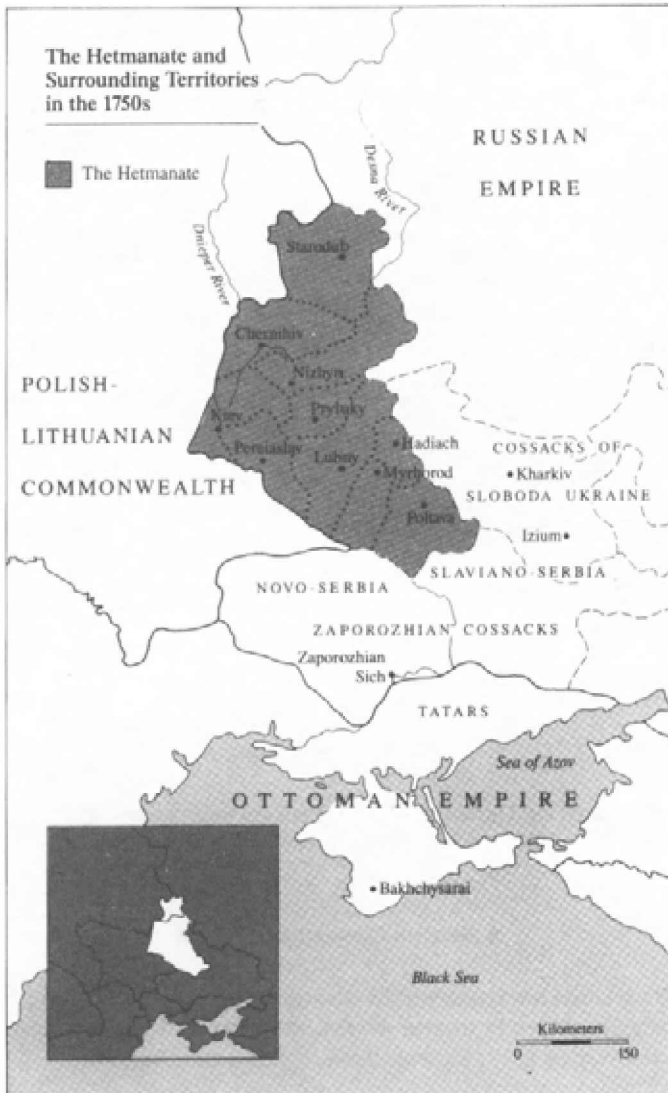 The Hetmanate and
Surrounding Territories
in the 1750s
The Hetmanate
RUSSIAN
EMPIRE
Desna River
Dnieper River
Starodub
Chernihiv
Nizhyn
POLISH-
LITHUANIAN
COMMONWEALTH
Kiev
Pryluky
Hadiach
Pereiaslav
Lubny
Myrhorod
Poltava
COSSACKS OF
Kharkiv
SLOBODA UKRAINE
Izium
SLAVIANO-SERBIA
NOVO-SERBIA
ZAPOROZHIAN COSSACKS
Zaporozhian
Sich
TATARS
Sea of Azov
OTTOMAN EMPIRE
Bakhchysarai
Black Sea
Kilometers
0 150